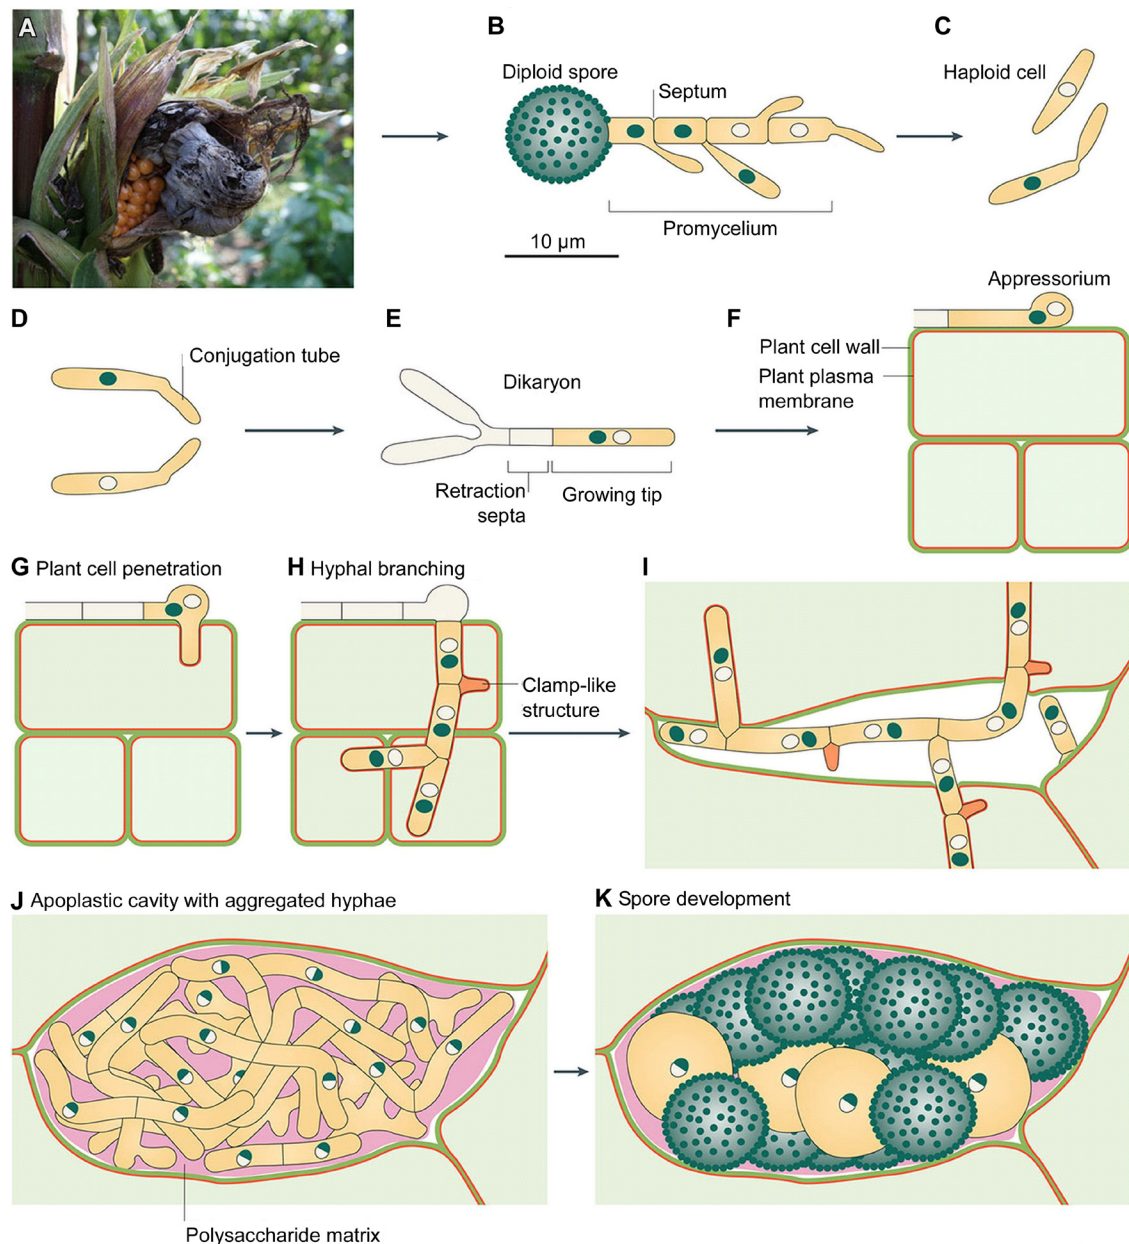 A
B
C
Diploid spore
Septum
Haploid cell
Promycelium
10 µm
Appressorium
D
E
F
Conjugation tube
Dikaryon
Plant cell wall
Plant plasma
membrane
Retraction
septa
Growing tip
G Plant cell penetration
H Hyphal branching
I
Clamp-like
structure
J Apoplastic cavity with aggregated hyphae
K Spore development
Polysaccharide matrix